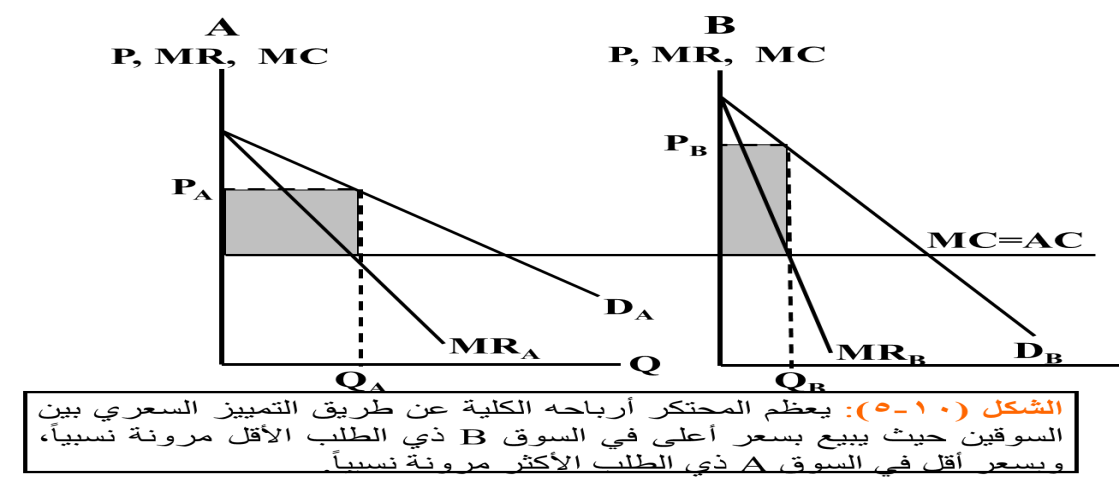 A
P, MR, MC
P_A
D_A
MR_A
Q
Q_A
B
P, MR, MC
P_B
MC=AC
D_B
MR_B
Q_B
الشكل (١٠-٥): يعظم المحتكر أرباحه الكلية عن طريق التمييز السعري بين
السوقين حيث يبيع بسعر أعلى في السوق B ذي الطلب الأقل مرونة نسبياً،
وبسعر أقل في السوق A ذي الطلب الأكثر مرونة نسبياً.